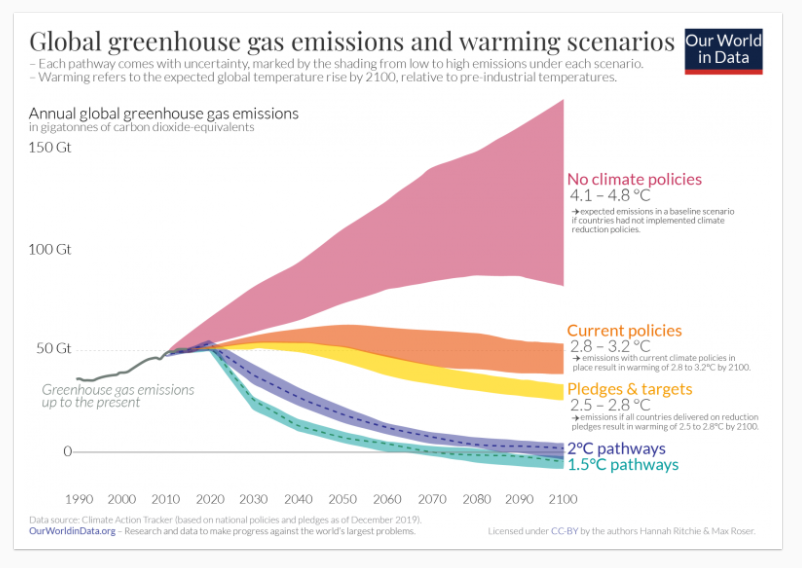 Global greenhouse gas emissions and warming scenarios
Our World
in Data
– Each pathway comes with uncertainty, marked by the shading from low to high emissions under each scenario.
– Warming refers to the expected global temperature rise by 2100, relative to pre-industrial temperatures.
Annual global greenhouse gas emissions
in gigatonnes of carbon dioxide-equivalents
150 Gt
100 Gt
50 Gt
0
Greenhouse gas emissions
up to the present
No climate policies
4.1 – 4.8 °C
→expected emissions in a baseline scenario
if countries had not implemented climate
reduction policies.
Current policies
2.8 – 3.2 °C
→ emissions with current climate policies in
place result in warming of 2.8 to 3.2°C by 2100.
Pledges & targets
2.5 – 2.8 °C
→emissions if all countries delivered on reduction
pledges result in warming of 2.5 to 2.8°C by 2100.
2°C pathways
1.5°C pathways
1990 2000 2010 2020 2030 2040 2050 2060 2070 2080 2090 2100
Data source: Climate Action Tracker (based on national policies and pledges as of December 2019).
OurWorldinData.org – Research and data to make progress against the world's largest problems.
Licensed under CC-BY by the authors Hannah Ritchie & Max Roser.